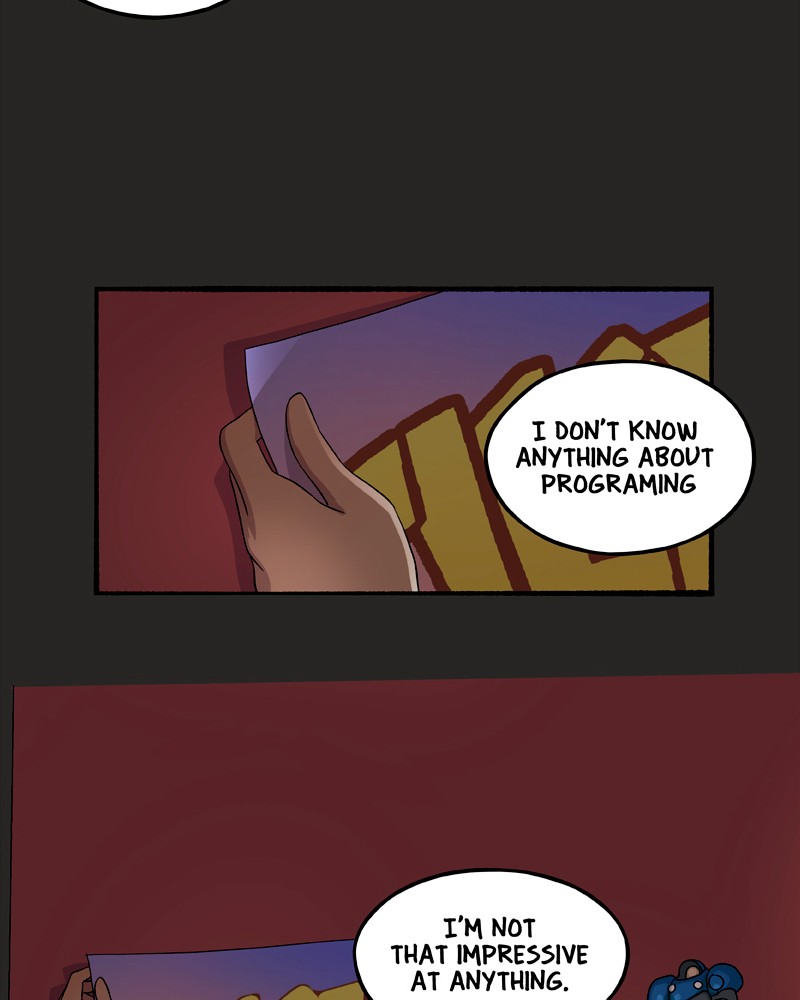 I DON'T KNOW
ANYTHING ABOUT
PROGRAMING
I'M NOT
THAT IMPRESSIVE
AT ANYTHING.